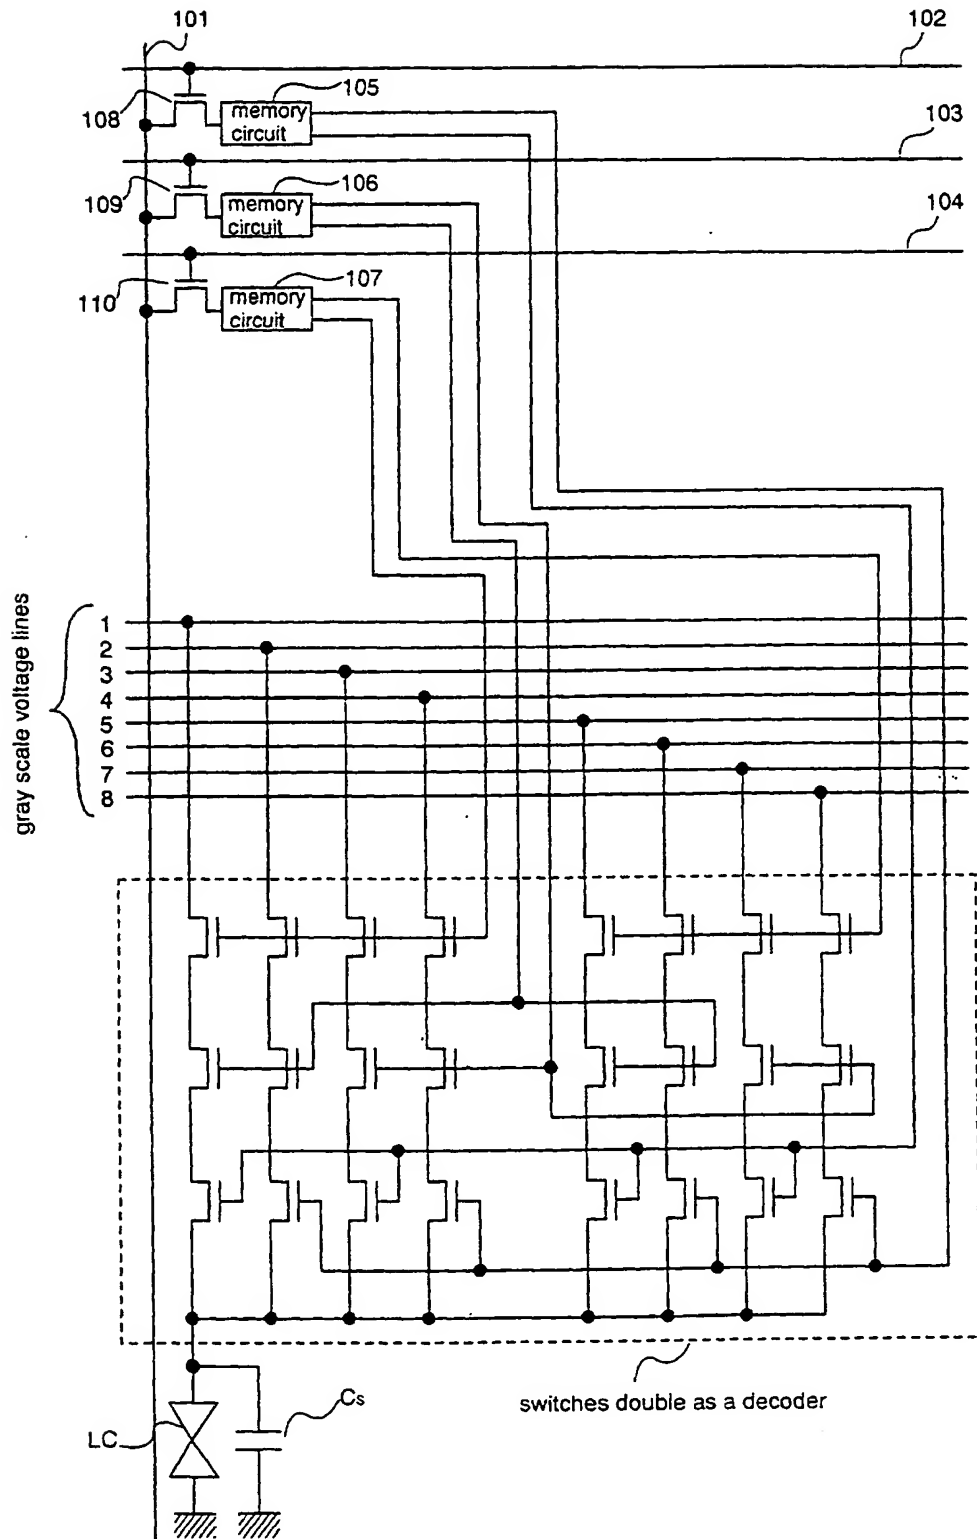 101
102
105
108
memory
circuit
103
106
109
memory
circuit
104
107
110
memory
circuit
gray scale voltage lines
1
2
3
4
5
6
7
8
switches double as a decoder
Cs
LC